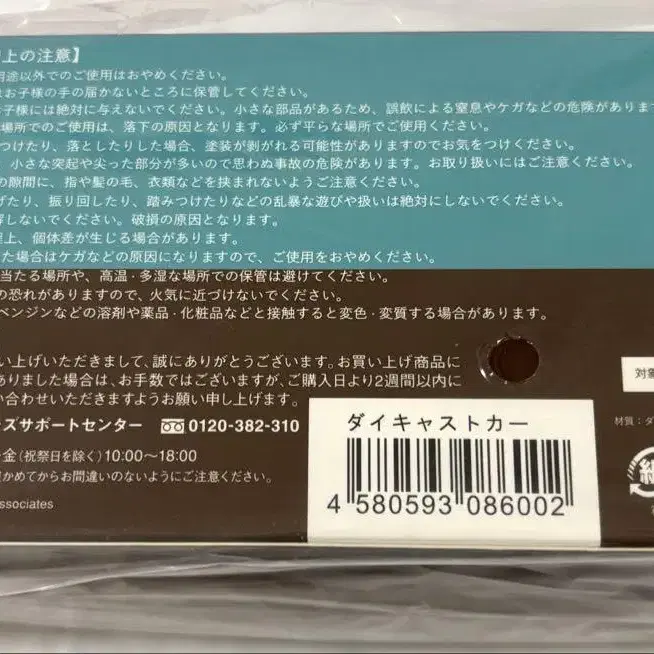 上の注意】
用途以外でのご使用はおやめください。
お子様の手の届かないところに保管してください。
お子様には絶対に与えないでください。小さな部品があるため、誤飲による窒息やケガなどの危険があります
場所でのご使用は、落下の原因となります。必ず平らな場所でご使用ください。
つけたり、落としたりした場合、塗装が剥がれる可能性がありますのでお気をつけください。
小さな突起や尖った部分が多いので思わぬ事故の危険があります。お取り扱いにはご注意ください。
の隙間に、指や髪の毛、衣類などを挟まれないようご注意ください。
げたり、振り回したり、踏みつけたりなどの乱暴な遊びや扱いは絶対にしないでください。
しないでください。破損の原因となります。
上、個体差が生じる場合があります。
た場合はケガなどの原因になりますので、ご使用をおやめください。
当たる場所や、高温・多湿な場所での保管は避けてください。
の恐れがありますので、火気に近づけないでください。
ベンジンなどの溶剤や薬品・化粧品などと接触すると変色・変質する場合があります。
い上げいただきまして、誠にありがとうございます。お買い上げ商品に
ありました場合は、お手数ではございますが、ご購入日より2週間以内に
い合わせいただきますようお願い申し上げます。
ズサポートセンター 0120-382-310
金(祝祭日を除く)10:00〜18:00
かめてからお間違いのないようにご注意ください。
ssociates
ダイキャストカー
4 580593 086002
対象
材質:ダ
紙